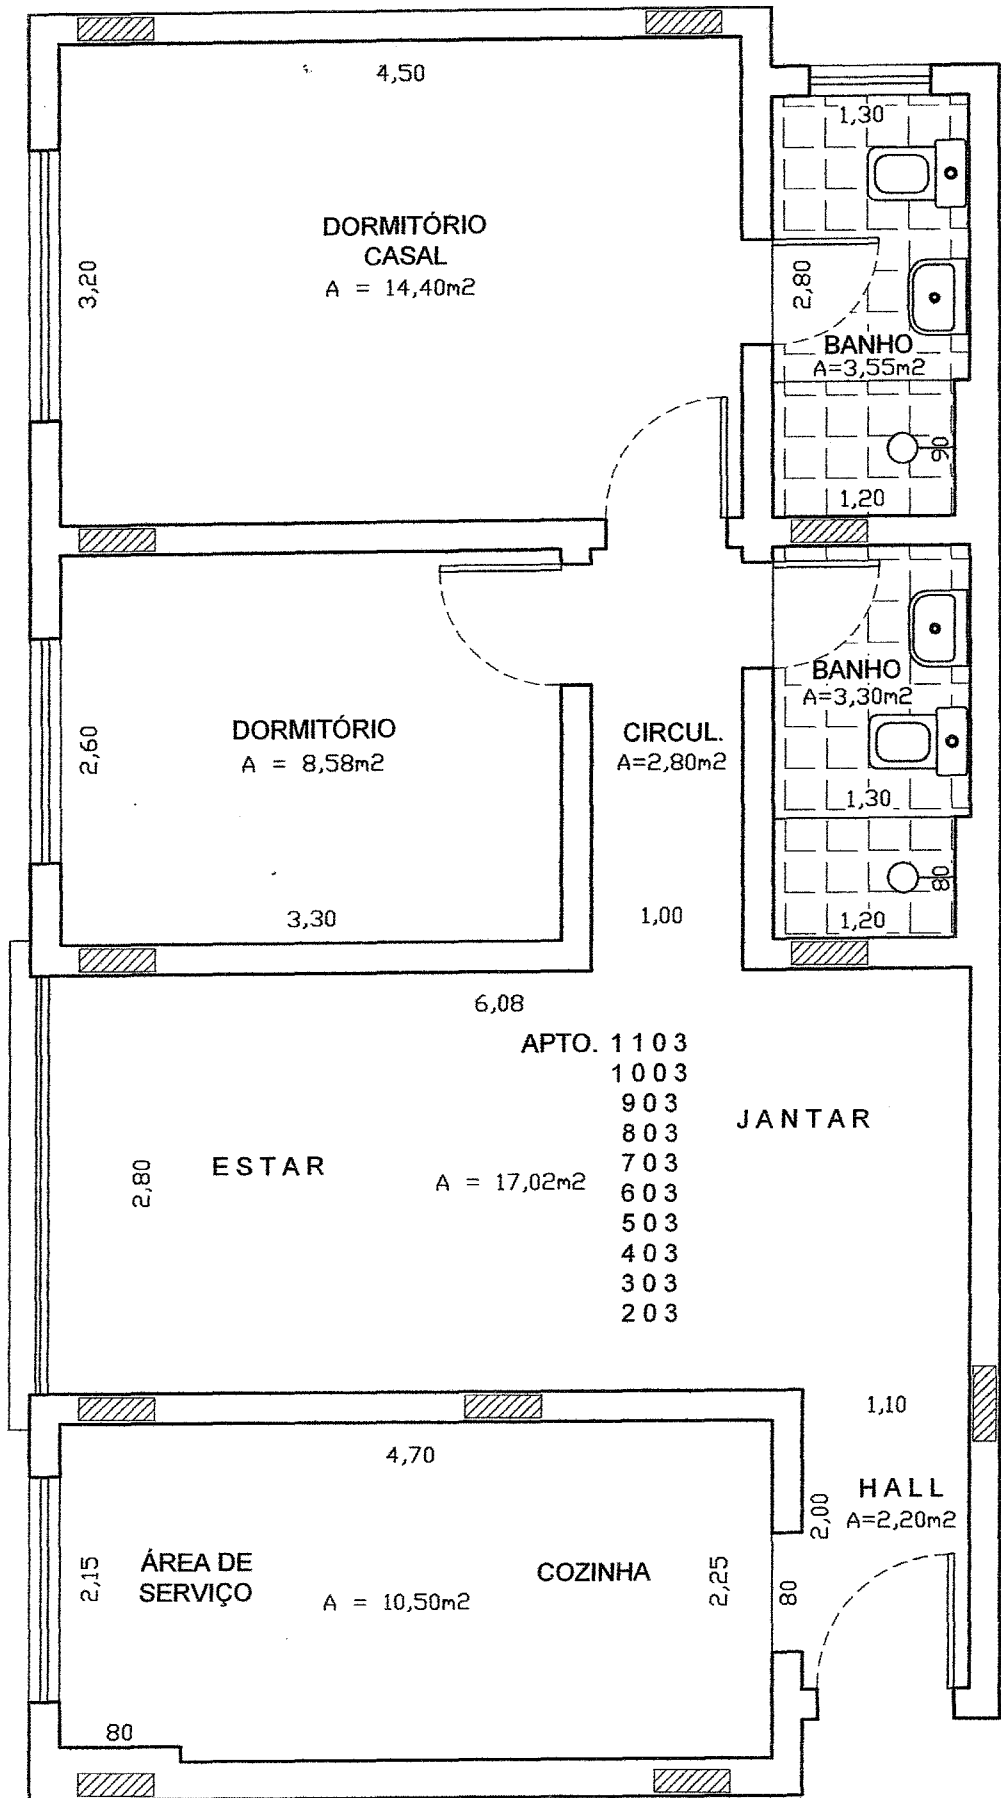 4,50
1,30
DORMITÓRIO
CASAL
A = 14,40m2
3,20
2,80
BANHO
A=3,55m2
90
1,20
DORMITÓRIO
A = 8,58m2
2,60
3,30
CIRCUL.
A=2,80m2
1,00
BANHO
A=3,30m2
1,30
80
1,20
6,08
APTO. 1103
1003
903
803
703
603
503
403
303
203
JANTAR
ESTAR
2,80
A = 17,02m2
1,10
HALL
A=2,20m2
2,00
4,70
ÁREA DE
SERVIÇO
2,15
A = 10,50m2
COZINHA
2,25
80
80